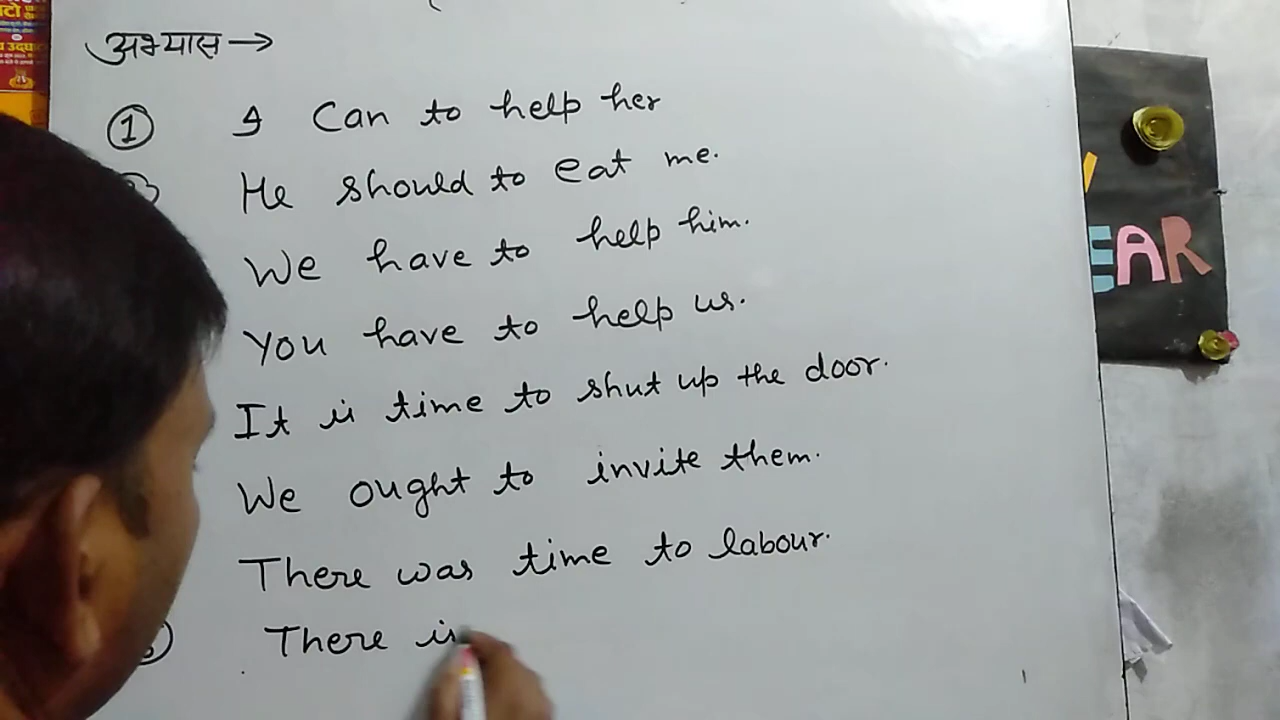 अभ्यास →
① I Can to help her
He should to eat me.
We have to help him.
You have to help us.
It is time to shut up the door.
We ought to invite them.
There was time to labour.
There is
EAR